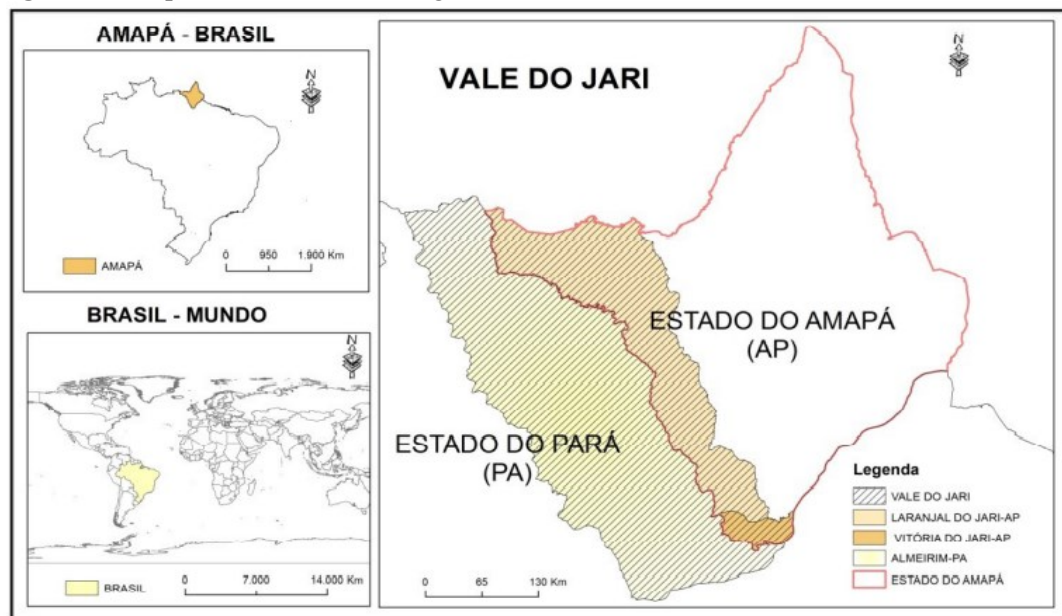 AMAPÁ - BRASIL
N
AMAPÁ
0 950 1.900 Km
BRASIL - MUNDO
N
BRASIL
0 7.000 14.000 Km
VALE DO JARI
N
ESTADO DO AMAPÁ
(AP)
ESTADO DO PARÁ
(PA)
0 65 130 Km
Legenda
VALE DO JARI
LARANJAL DO JARI-AP
VITÓRIA DO JARI-AP
ALMEIRIM-PA
ESTADO DO AMAPÁ